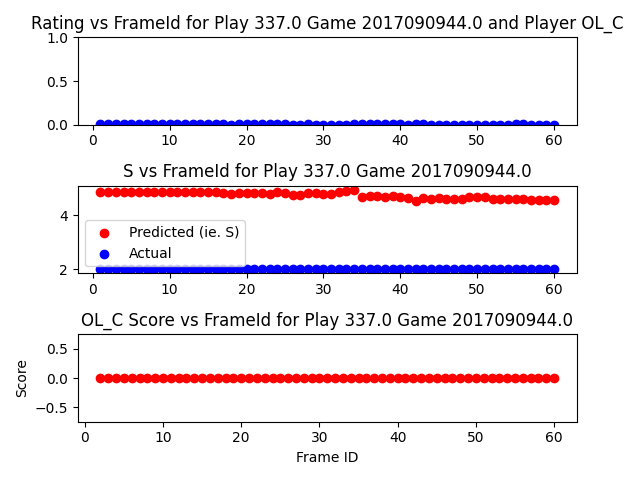 Rating vs FrameId for Play 337.0 Game 2017090944.0 and Player OL_C
1.0
0.5
0.0
0 10 20 30 40 50 60
S vs FrameId for Play 337.0 Game 2017090944.0
4
2
Predicted (ie. S)
Actual
0 10 20 30 40 50 60
OL_C Score vs FrameId for Play 337.0 Game 2017090944.0
Score
0.5
0.0
−0.5
0 10 20 30 40 50 60
Frame ID